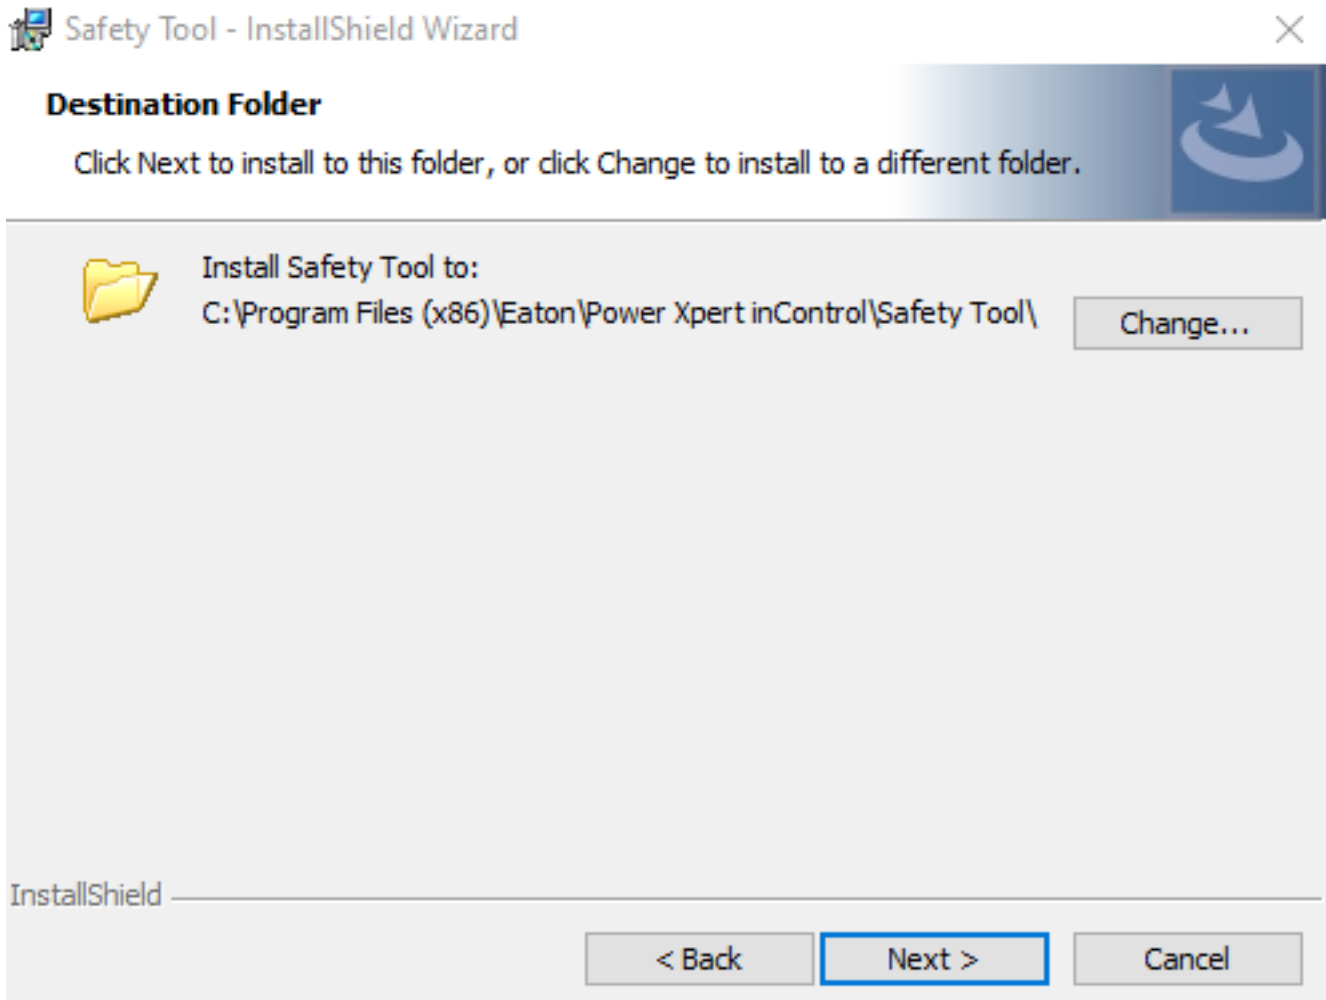 Safety Tool - InstallShield Wizard
Destination Folder
Click Next to install to this folder, or click Change to install to a different folder.
Install Safety Tool to:
C:\Program Files (x86)\Eaton\Power Xpert inControl\Safety Tool\
Change...
InstallShield
< Back
Next >
Cancel